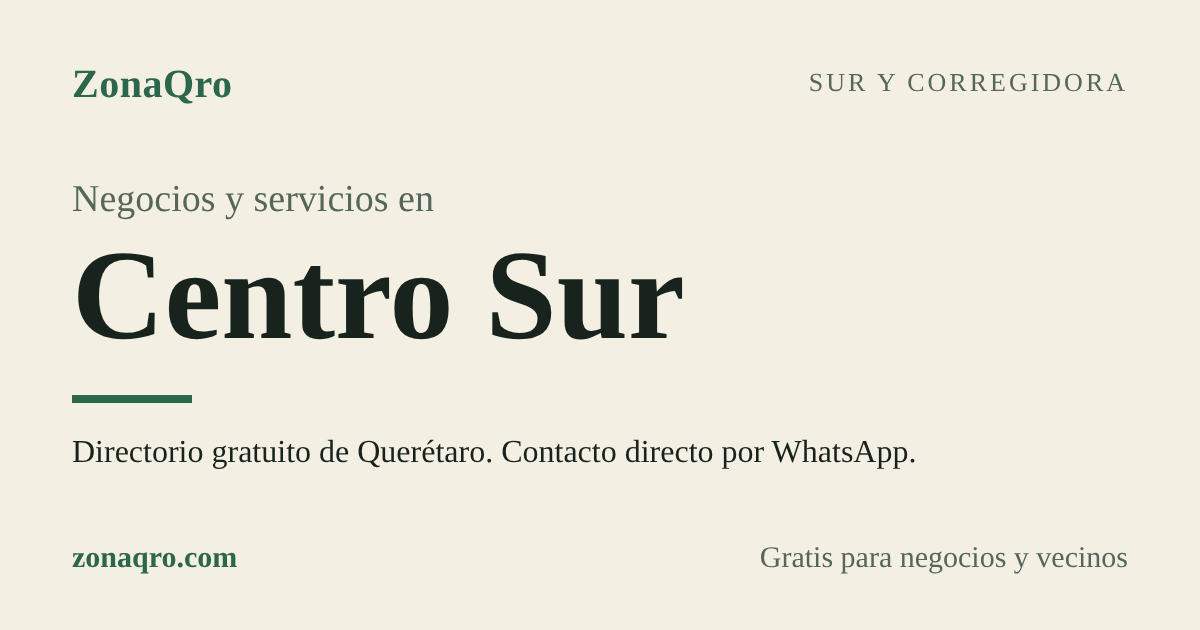 ZonaQro
SUR Y CORREGIDORA
Negocios y servicios en
Centro Sur
Directorio gratuito de Querétaro. Contacto directo por WhatsApp.
zonaqro.com
Gratis para negocios y vecinos